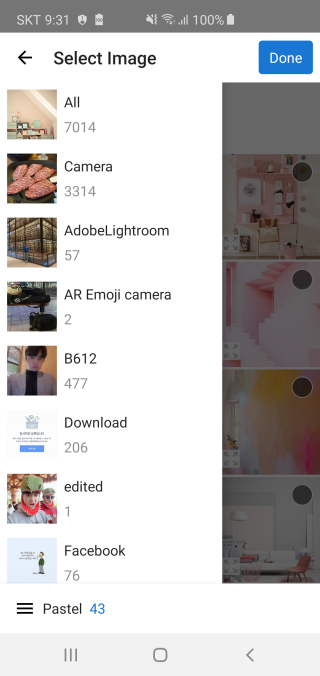 SKT 9:31 100%
Select Image
Done
All
7014
Camera
3314
AdobeLightroom
57
AR Emoji camera
2
B612
477
Download
206
edited
1
Facebook
76
Pastel 43